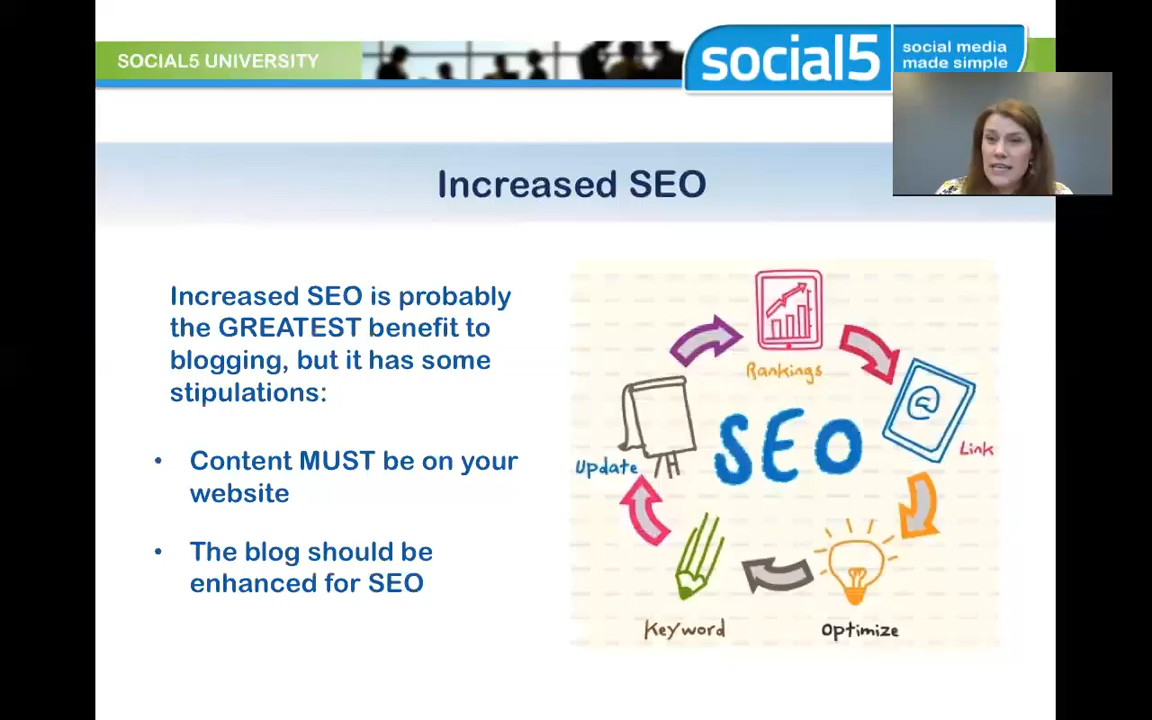 SOCIAL5 UNIVERSITY
social5
social media
made simple
Increased SEO
Increased SEO is probably
the GREATEST benefit to
blogging, but it has some
stipulations:
• Content MUST be on your
website
• The blog should be
enhanced for SEO
Rankings
Link
Update
SEO
Keyword
Optimize